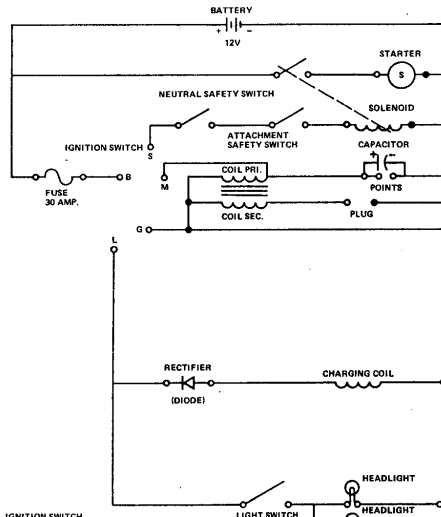 BATTERY
+ −
12V
STARTER
S
NEUTRAL SAFETY SWITCH
SOLENOID
ATTACHMENT
SAFETY SWITCH
IGNITION SWITCH
S
CAPACITOR
+ −
COIL PRI.
POINTS
B
M
FUSE
30 AMP.
COIL SEC.
PLUG
G
L
RECTIFIER
(DIODE)
CHARGING COIL
HEADLIGHT
IGNITION SWITCH
LIGHT SWITCH
HEADLIGHT